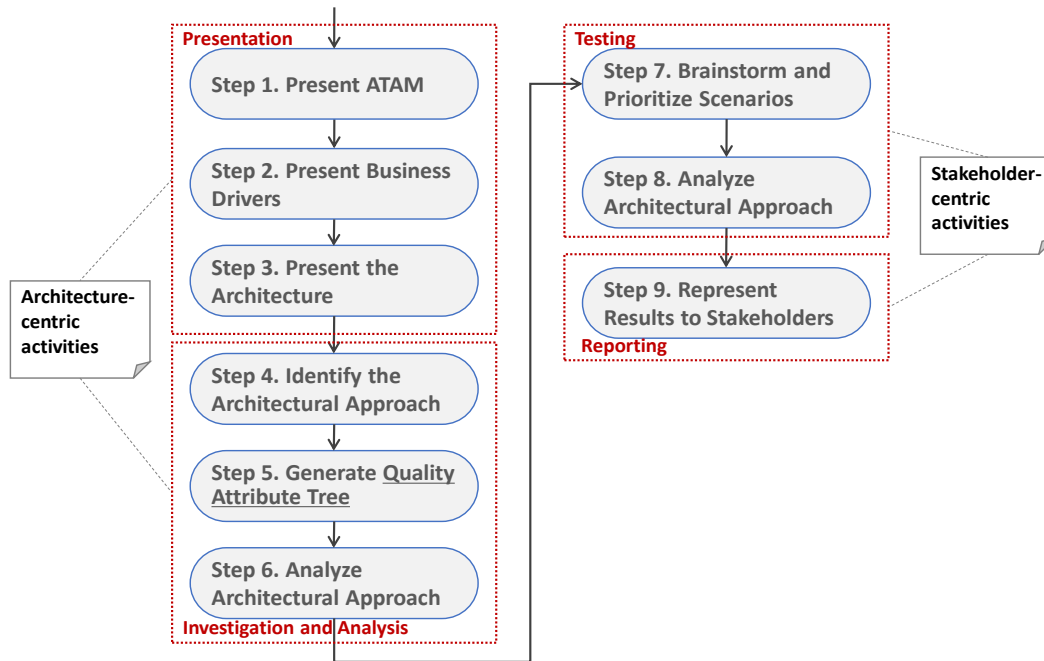 Presentation
Step 1. Present ATAM
Step 2. Present Business
Drivers
Step 3. Present the
Architecture
Architecture-
centric
activities
Step 4. Identify the
Architectural Approach
Step 5. Generate Quality
Attribute Tree
Step 6. Analyze
Architectural Approach
Investigation and Analysis
Testing
Step 7. Brainstorm and
Prioritize Scenarios
Step 8. Analyze
Architectural Approach
Stakeholder-
centric
activities
Step 9. Represent
Results to Stakeholders
Reporting